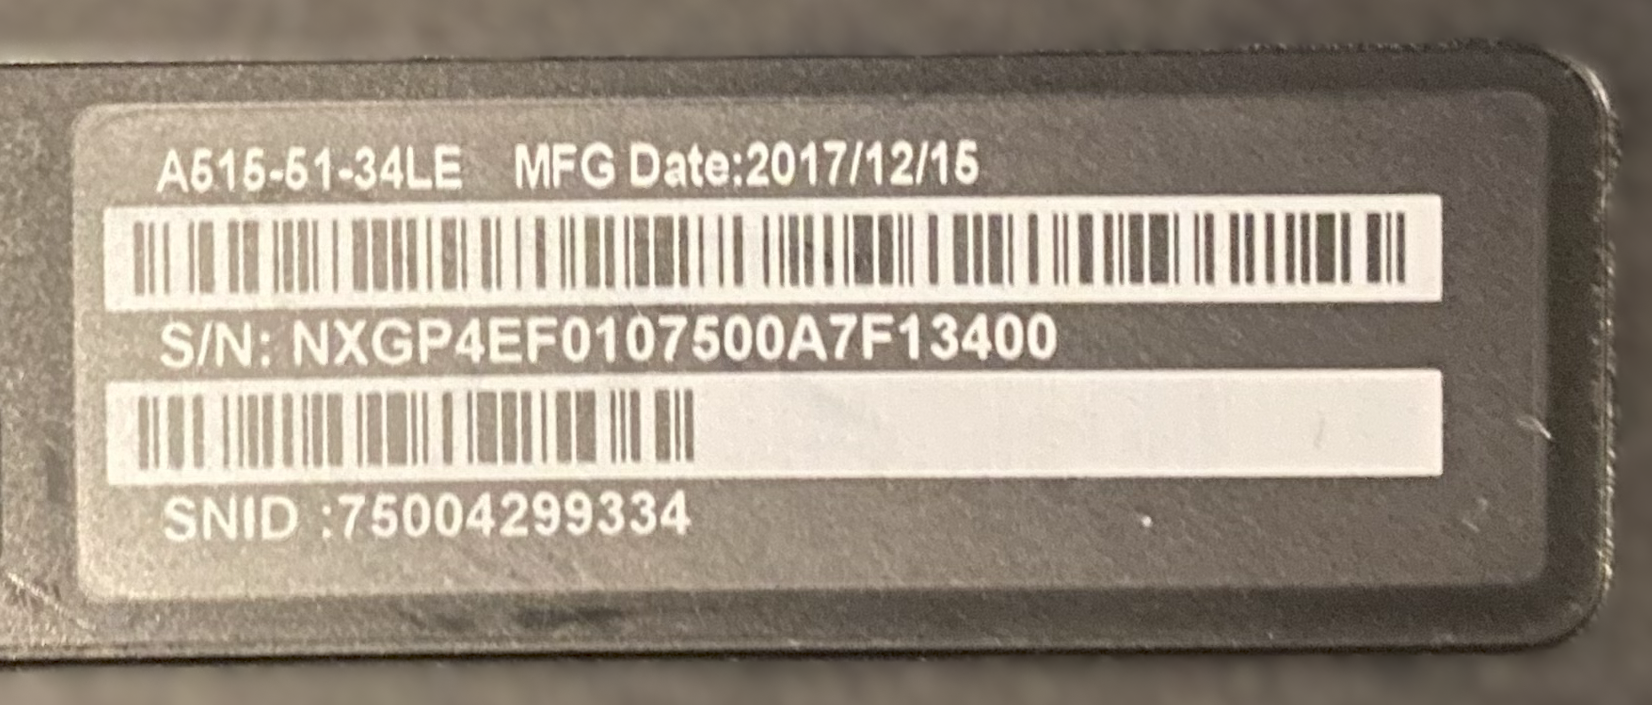 A515-51-34LE MFG Date:2017/12/15
S/N: NXGP4EF0107500A7F13400
SNID :75004299334